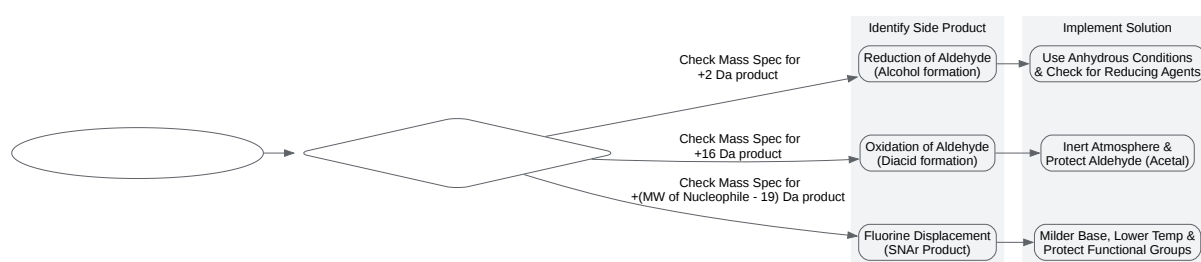 Identify Side Product
Implement Solution
Check Mass Spec for
+2 Da product
Reduction of Aldehyde
(Alcohol formation)
Use Anhydrous Conditions
& Check for Reducing Agents
Check Mass Spec for
+16 Da product
Oxidation of Aldehyde
(Diacid formation)
Inert Atmosphere &
Protect Aldehyde (Acetal)
Check Mass Spec for
+(MW of Nucleophile - 19) Da product
Fluorine Displacement
(SNAr Product)
Milder Base, Lower Temp &
Protect Functional Groups